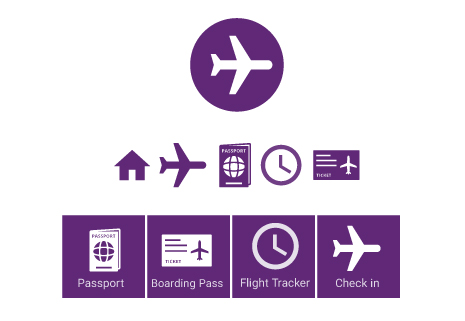 PASSPORT
TICKET
PASSPORT
TICKET
Passport
Boarding Pass
Flight Tracker
Check in